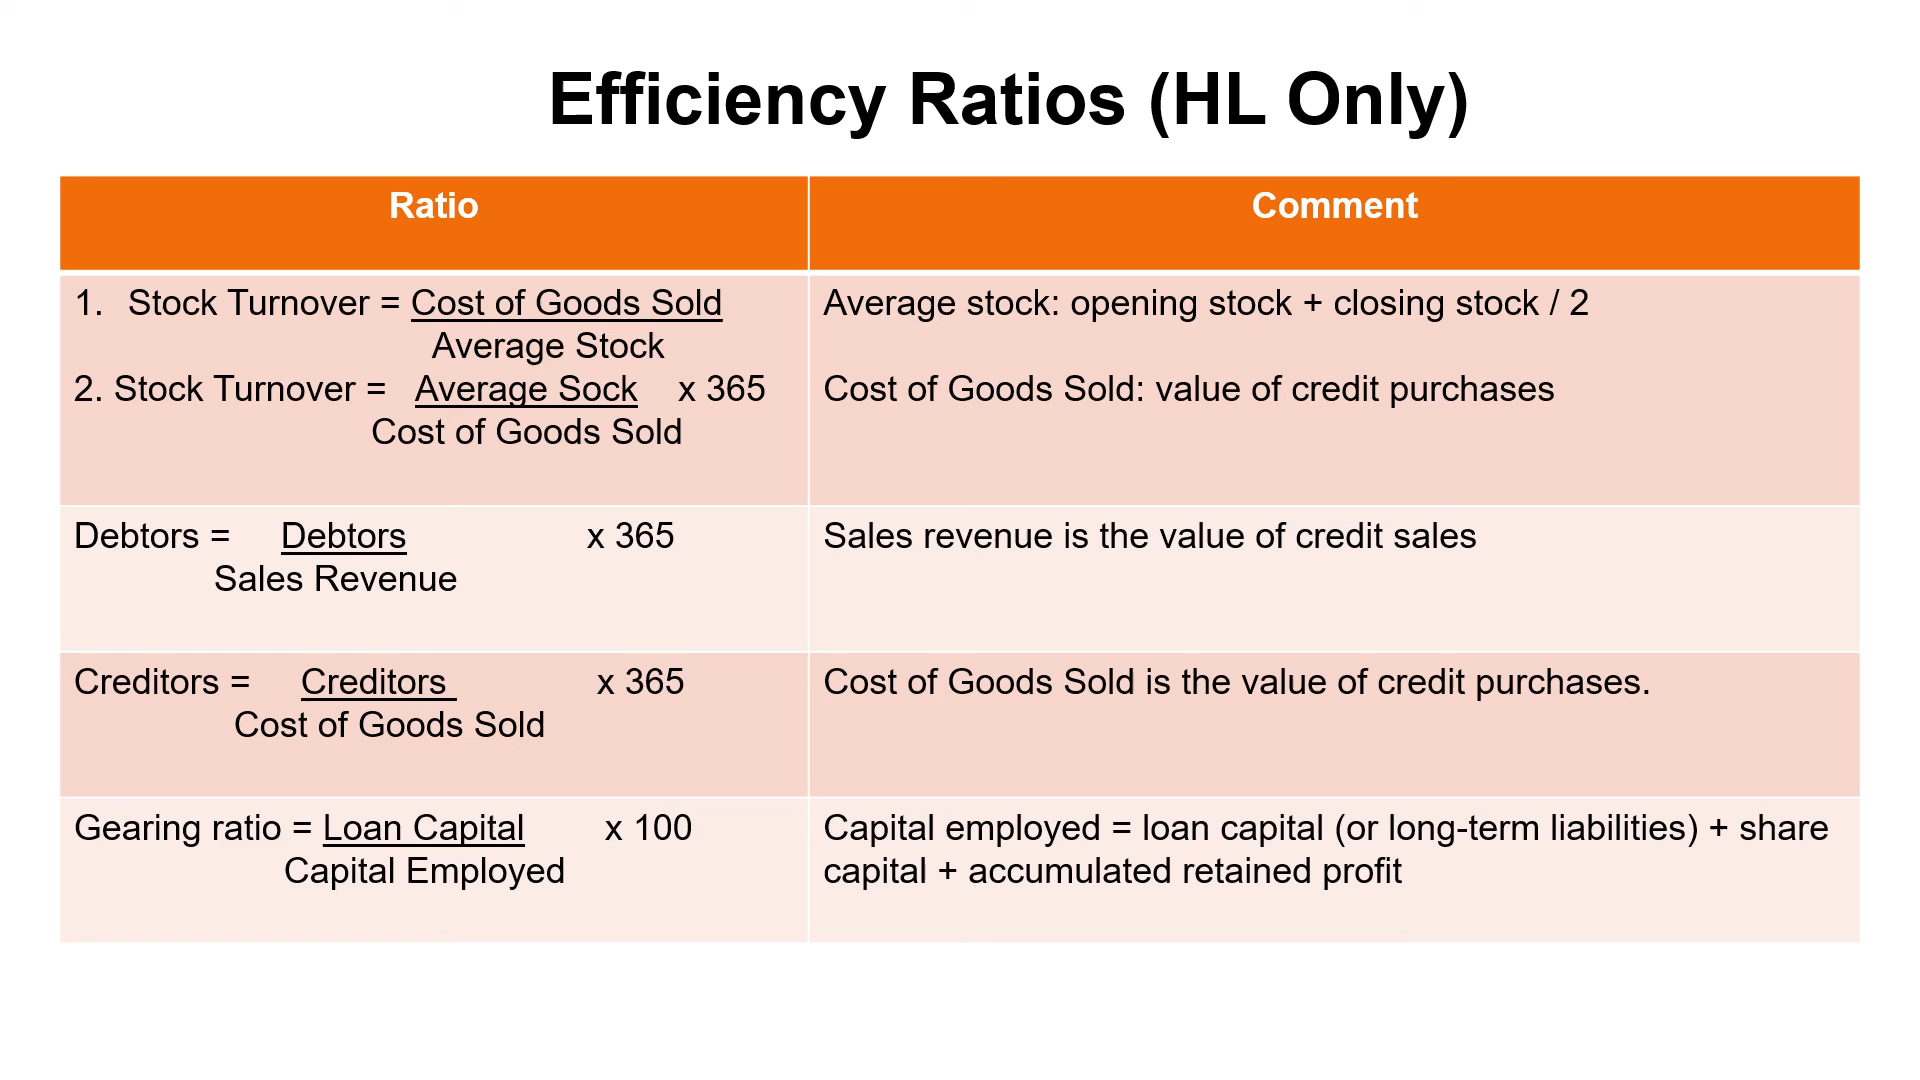 Efficiency Ratios (HL Only)
Ratio
Comment
1. Stock Turnover = Cost of Goods Sold
Average Stock
2. Stock Turnover = Average Sock x 365
Cost of Goods Sold
Average stock: opening stock + closing stock / 2
Cost of Goods Sold: value of credit purchases
Debtors = Debtors x 365
Sales Revenue
Sales revenue is the value of credit sales
Creditors = Creditors x 365
Cost of Goods Sold
Cost of Goods Sold is the value of credit purchases.
Gearing ratio = Loan Capital x 100
Capital Employed
Capital employed = loan capital (or long-term liabilities) + share
capital + accumulated retained profit